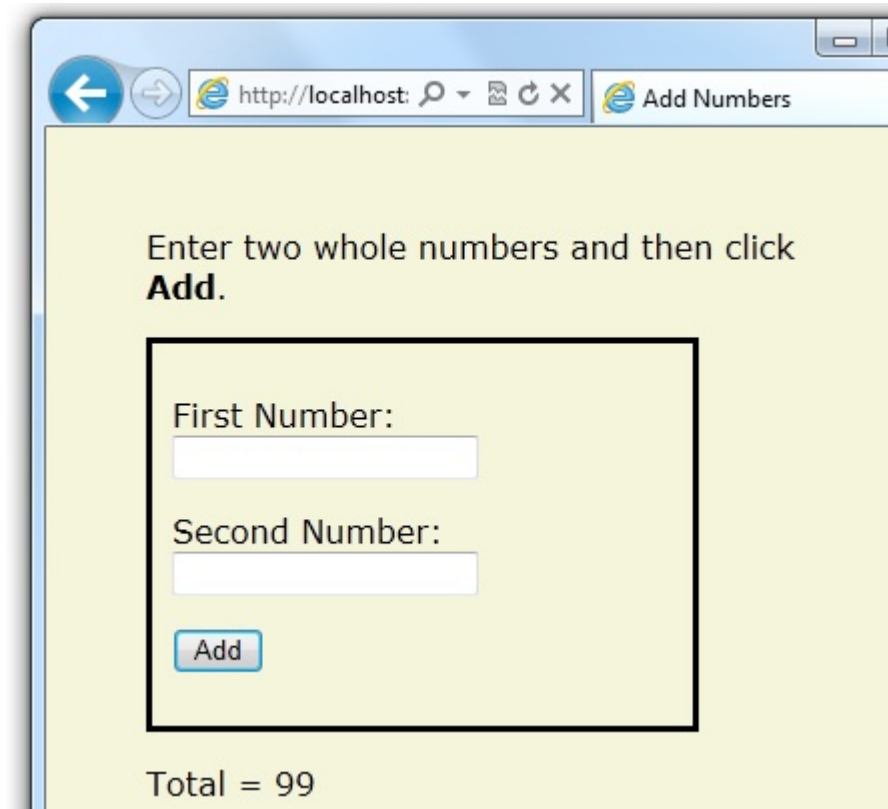 http://localhost:
Add Numbers
Enter two whole numbers and then click
Add.
First Number:
Second Number:
Add
Total = 99